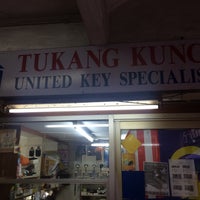 TUKANG KUNC
UNITED KEY SPECIALIS